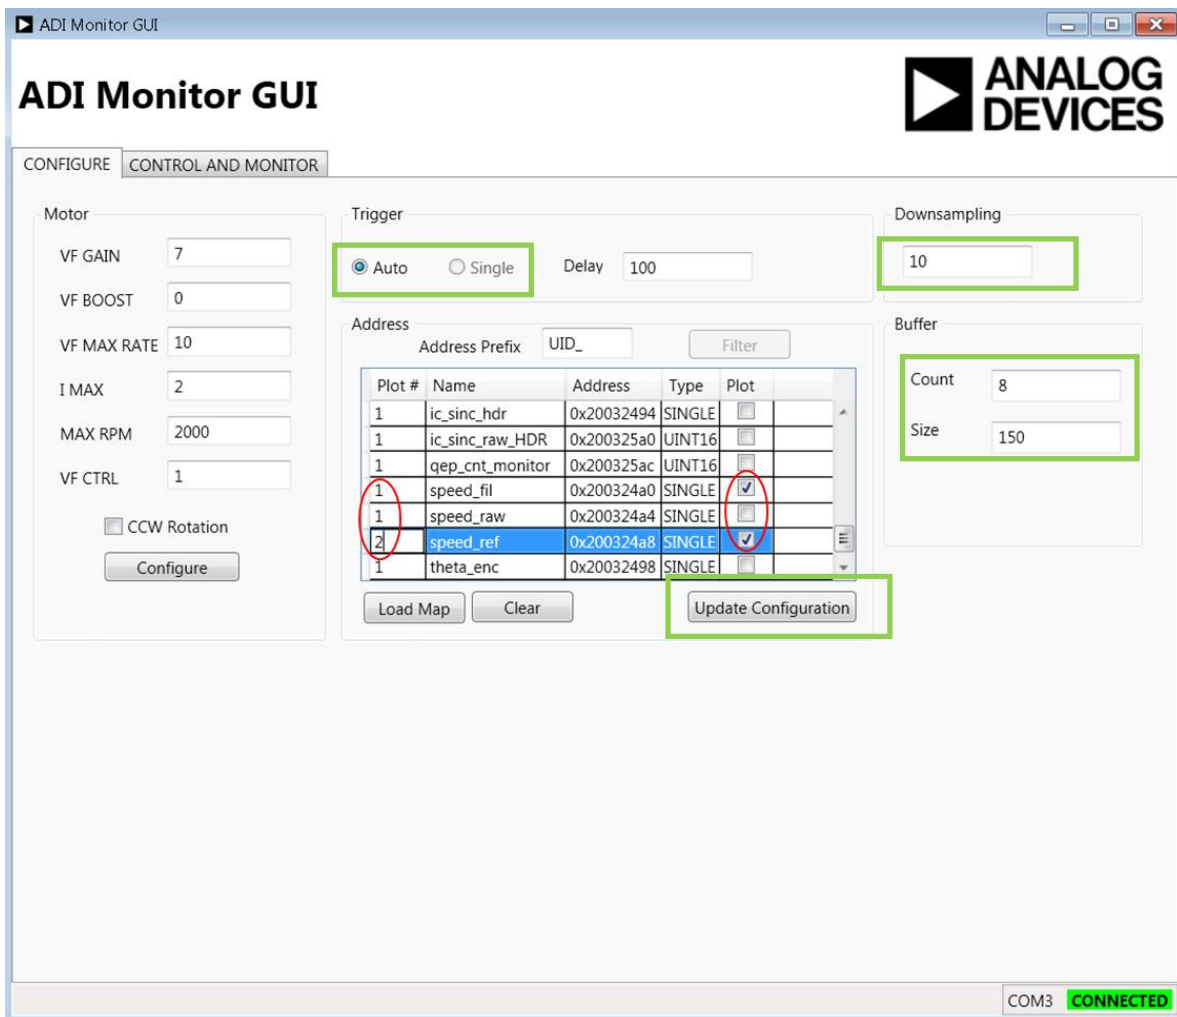 ADI Monitor GUI
ADI Monitor GUI
ANALOG
DEVICES
CONFIGURE CONTROL AND MONITOR
Motor
VF GAIN 7
VF BOOST 0
VF MAX RATE 10
I MAX 2
MAX RPM 2000
VF CTRL 1
CCW Rotation
Configure
Trigger
Auto Single Delay 100
Address
Address Prefix UID_ Filter
Plot # Name Address Type Plot
1 ic_sinc_hdr 0x20032494 SINGLE
1 ic_sinc_raw_HDR 0x200325a0 UINT16
1 qep_cnt_monitor 0x200325ac UINT16
1 speed_fil 0x200324a0 SINGLE
1 speed_raw 0x200324a4 SINGLE
2 speed_ref 0x200324a8 SINGLE
1 theta_enc 0x20032498 SINGLE
Load Map Clear Update Configuration
Downsampling
10
Buffer
Count 8
Size 150
COM3 CONNECTED